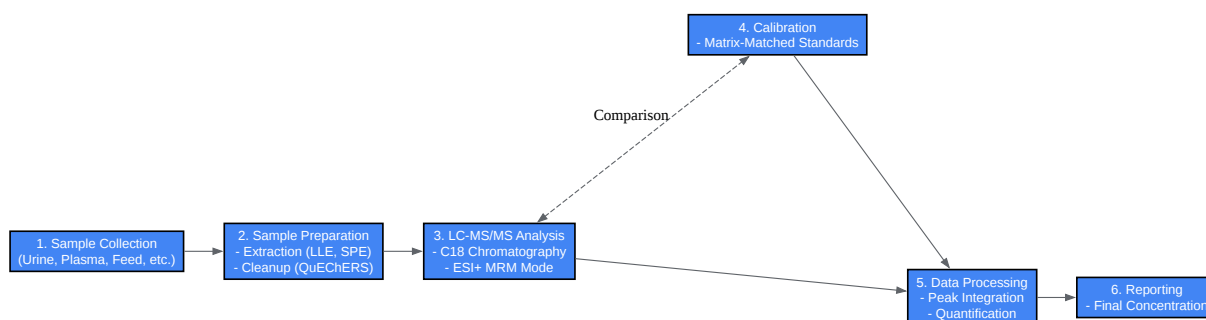 4. Calibration
- Matrix-Matched Standards
Comparison
1. Sample Collection
(Urine, Plasma, Feed, etc.)
2. Sample Preparation
- Extraction (LLE, SPE)
- Cleanup (QuEChERS)
3. LC-MS/MS Analysis
- C18 Chromatography
- ESI+ MRM Mode
5. Data Processing
- Peak Integration
- Quantification
6. Reporting
- Final Concentration